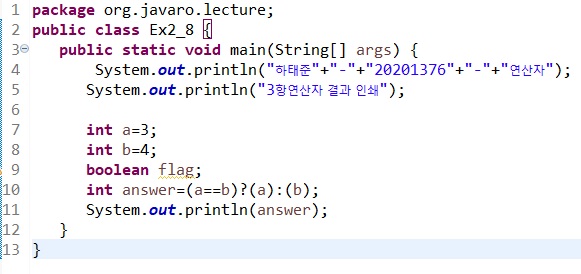 1 package org.javaro.lecture;
2 public class Ex2_8 {
3 public static void main(String[] args) {
4 System.out.println("하태준"+"-"+"20201376"+"-"+"연산자");
5 System.out.println("3항연산자 결과 인쇄");
6
7 int a=3;
8 int b=4;
9 boolean flag;
10 int answer=(a==b)?(a):(b);
11 System.out.println(answer);
12 }
13 }